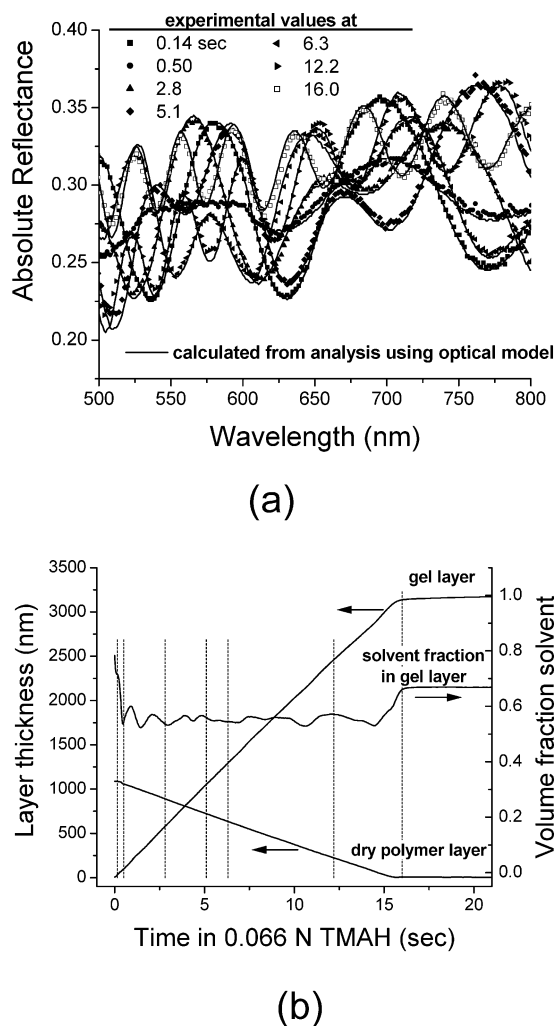 experimental values at
0.14 sec
0.50
2.8
5.1
6.3
12.2
16.0
0.40
0.35
0.30
0.25
0.20
Absolute Reflectance
calculated from analysis using optical model
500 550 600 650 700 750 800
Wavelength (nm)
(a)
3500
3000
2500
2000
1500
1000
500
0
Layer thickness (nm)
gel layer
solvent fraction
in gel layer
dry polymer layer
1.0
0.8
0.6
0.4
0.2
0.0
Volume fraction solvent
0 5 10 15 20
Time in 0.066 N TMAH (sec)
(b)